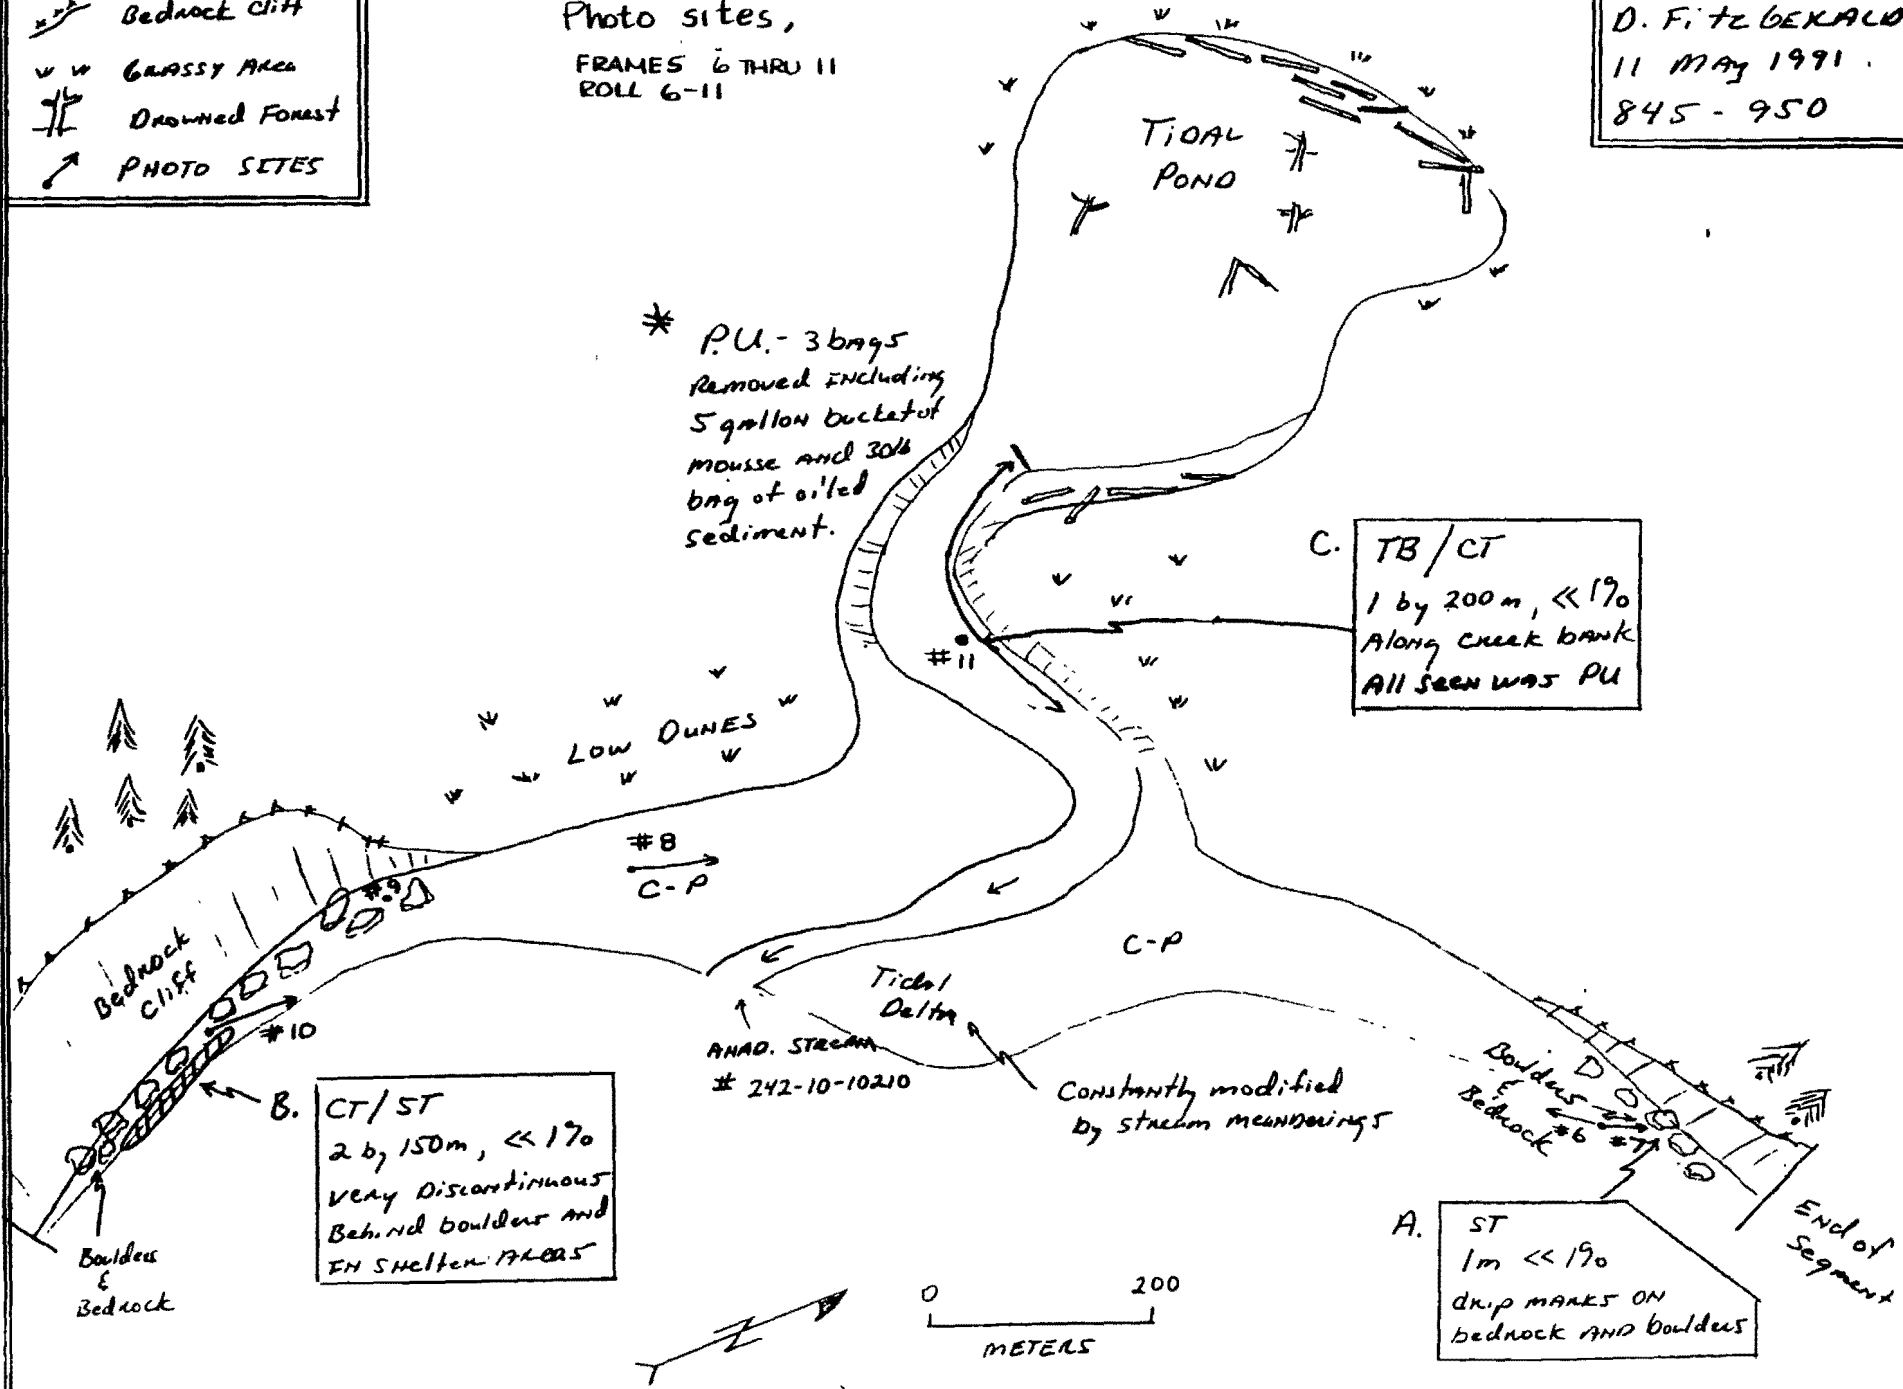 Bedrock Cliff
GRASSY AREA
DROWNED FOREST
PHOTO SITES
Photo sites,
FRAMES 6 THRU 11
ROLL 6-11
D. FitzGERALD
11 MAY 1991.
845 - 950
TIDAL
POND
* P.U. - 3 bags
Removed INcluding
5 gallon bucket of
mousse ANd 30lb
bag of oiled
sediment.
C.
TB/CT
1 by 200m, <<1%
Along creek bank
All seen was PU
#11
LOW DUNES
#8
C-P
#9
Bedrock
Cliff
#10
C-P
Tidal
Delta
ANAD. STREAM
# 242-10-10210
Constantly modified
by stream meanderings
Boulders
&
Bedrock
#6 #7
B.
CT/ST
2 by 150m, <<1%
very Discontinuous
Behind boulders AND
IN Shelter AREAS
Boulders
&
Bedrock
A.
ST
1m <<1%
drip MARKS ON
bedrock AND boulders
END of
Segment
N
0 200
METERS